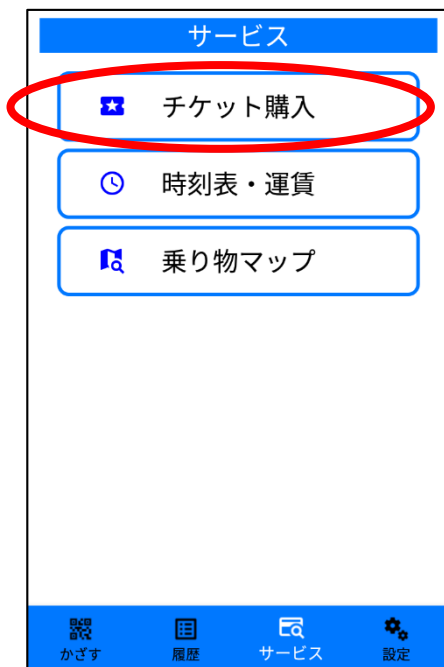 サービス
チケット購入
時刻表・運賃
乗り物マップ
かざす 履歴 サービス 設定